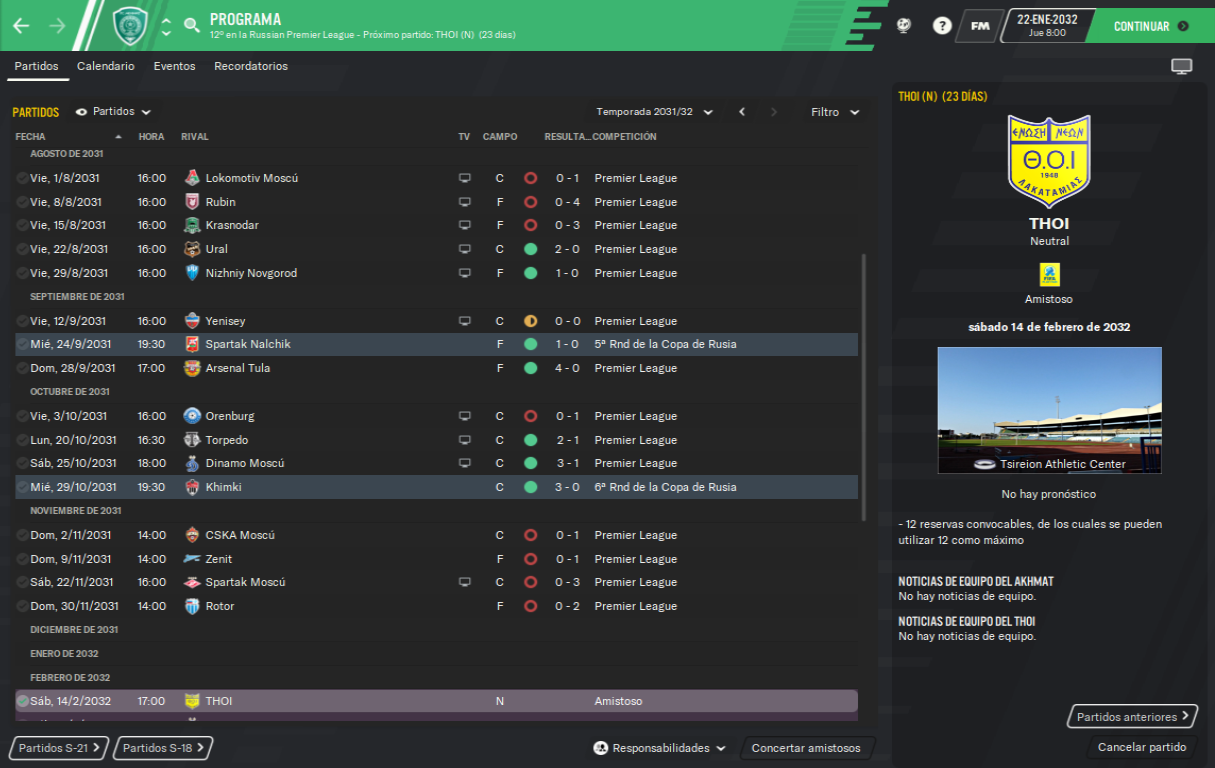 PROGRAMA
12º en la Russian Premier League - Próximo partido: THOI (N) (23 días)
FM
22-ENE-2032
Jue 8:00
CONTINUAR
Partidos Calendario Eventos Recordatorios
PARTIDOS Partidos Temporada 2031/32 Filtro
FECHA HORA RIVAL TV CAMPO RESULTA... COMPETICIÓN
AGOSTO DE 2031
Vie, 1/8/2031 16:00 Lokomotiv Moscú C 0 - 1 Premier League
Vie, 8/8/2031 16:00 Rubin F 0 - 4 Premier League
Vie, 15/8/2031 16:00 Krasnodar F 0 - 3 Premier League
Vie, 22/8/2031 16:00 Ural C 2 - 0 Premier League
Vie, 29/8/2031 16:00 Nizhniy Novgorod F 1 - 0 Premier League
SEPTIEMBRE DE 2031
Vie, 12/9/2031 16:00 Yenisey C 0 - 0 Premier League
Mié, 24/9/2031 19:30 Spartak Nalchik F 1 - 0 5ª Rnd de la Copa de Rusia
Dom, 28/9/2031 17:00 Arsenal Tula F 4 - 0 Premier League
OCTUBRE DE 2031
Vie, 3/10/2031 16:00 Orenburg C 0 - 1 Premier League
Lun, 20/10/2031 16:30 Torpedo C 2 - 1 Premier League
Sáb, 25/10/2031 18:00 Dinamo Moscú C 3 - 1 Premier League
Mié, 29/10/2031 19:30 Khimki C 3 - 0 6ª Rnd de la Copa de Rusia
NOVIEMBRE DE 2031
Dom, 2/11/2031 14:00 CSKA Moscú C 0 - 1 Premier League
Dom, 9/11/2031 14:00 Zenit F 0 - 1 Premier League
Sáb, 22/11/2031 16:00 Spartak Moscú C 0 - 3 Premier League
Dom, 30/11/2031 14:00 Rotor F 0 - 2 Premier League
DICIEMBRE DE 2031
ENERO DE 2032
FEBRERO DE 2032
Sáb, 14/2/2032 17:00 THOI N Amistoso
Partidos S-21 Partidos S-18 Responsabilidades Concertar amistosos
THOI (N) (23 DÍAS)
ΕΝΩΣΗ ΝΕΩΝ
Θ.Ο.Ι
1948
ΛΑΚΑΤΑΜΙΑΣ
THOI
Neutral
Amistoso
sábado 14 de febrero de 2032
Tsireion Athletic Center
No hay pronóstico
- 12 reservas convocables, de los cuales se pueden
utilizar 12 como máximo
NOTICIAS DE EQUIPO DEL AKHMAT
No hay noticias de equipo.
NOTICIAS DE EQUIPO DEL THOI
No hay noticias de equipo.
Partidos anteriores
Cancelar partido